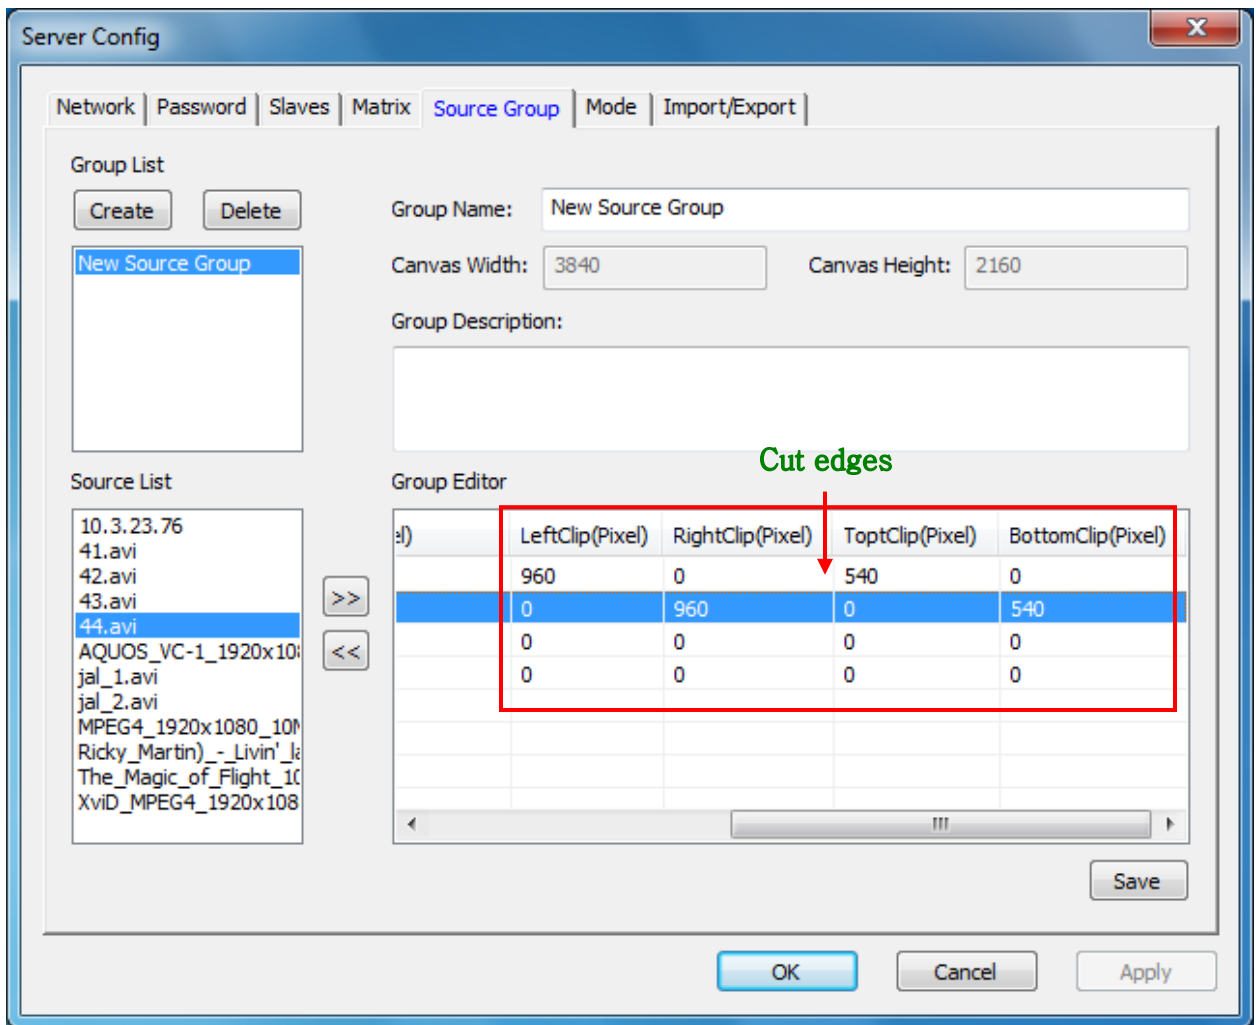 Server Config
x
Network Password Slaves Matrix Source Group Mode Import/Export
Group List
Create Delete
Group Name: New Source Group
New Source Group
Canvas Width: 3840 Canvas Height: 2160
Group Description:
Cut edges
Source List
Group Editor
10.3.23.76
41.avi
42.avi
43.avi
44.avi
AQUOS_VC-1_1920x10
jal_1.avi
jal_2.avi
MPEG4_1920x1080_10
Ricky_Martin)_-_Livin'_la
The_Magic_of_Flight_10
XviD_MPEG4_1920x108
>>
<<
el) LeftClip(Pixel) RightClip(Pixel) ToptClip(Pixel) BottomClip(Pixel)
960 0 540 0
0 960 0 540
0 0 0 0
0 0 0 0
Save
OK Cancel Apply